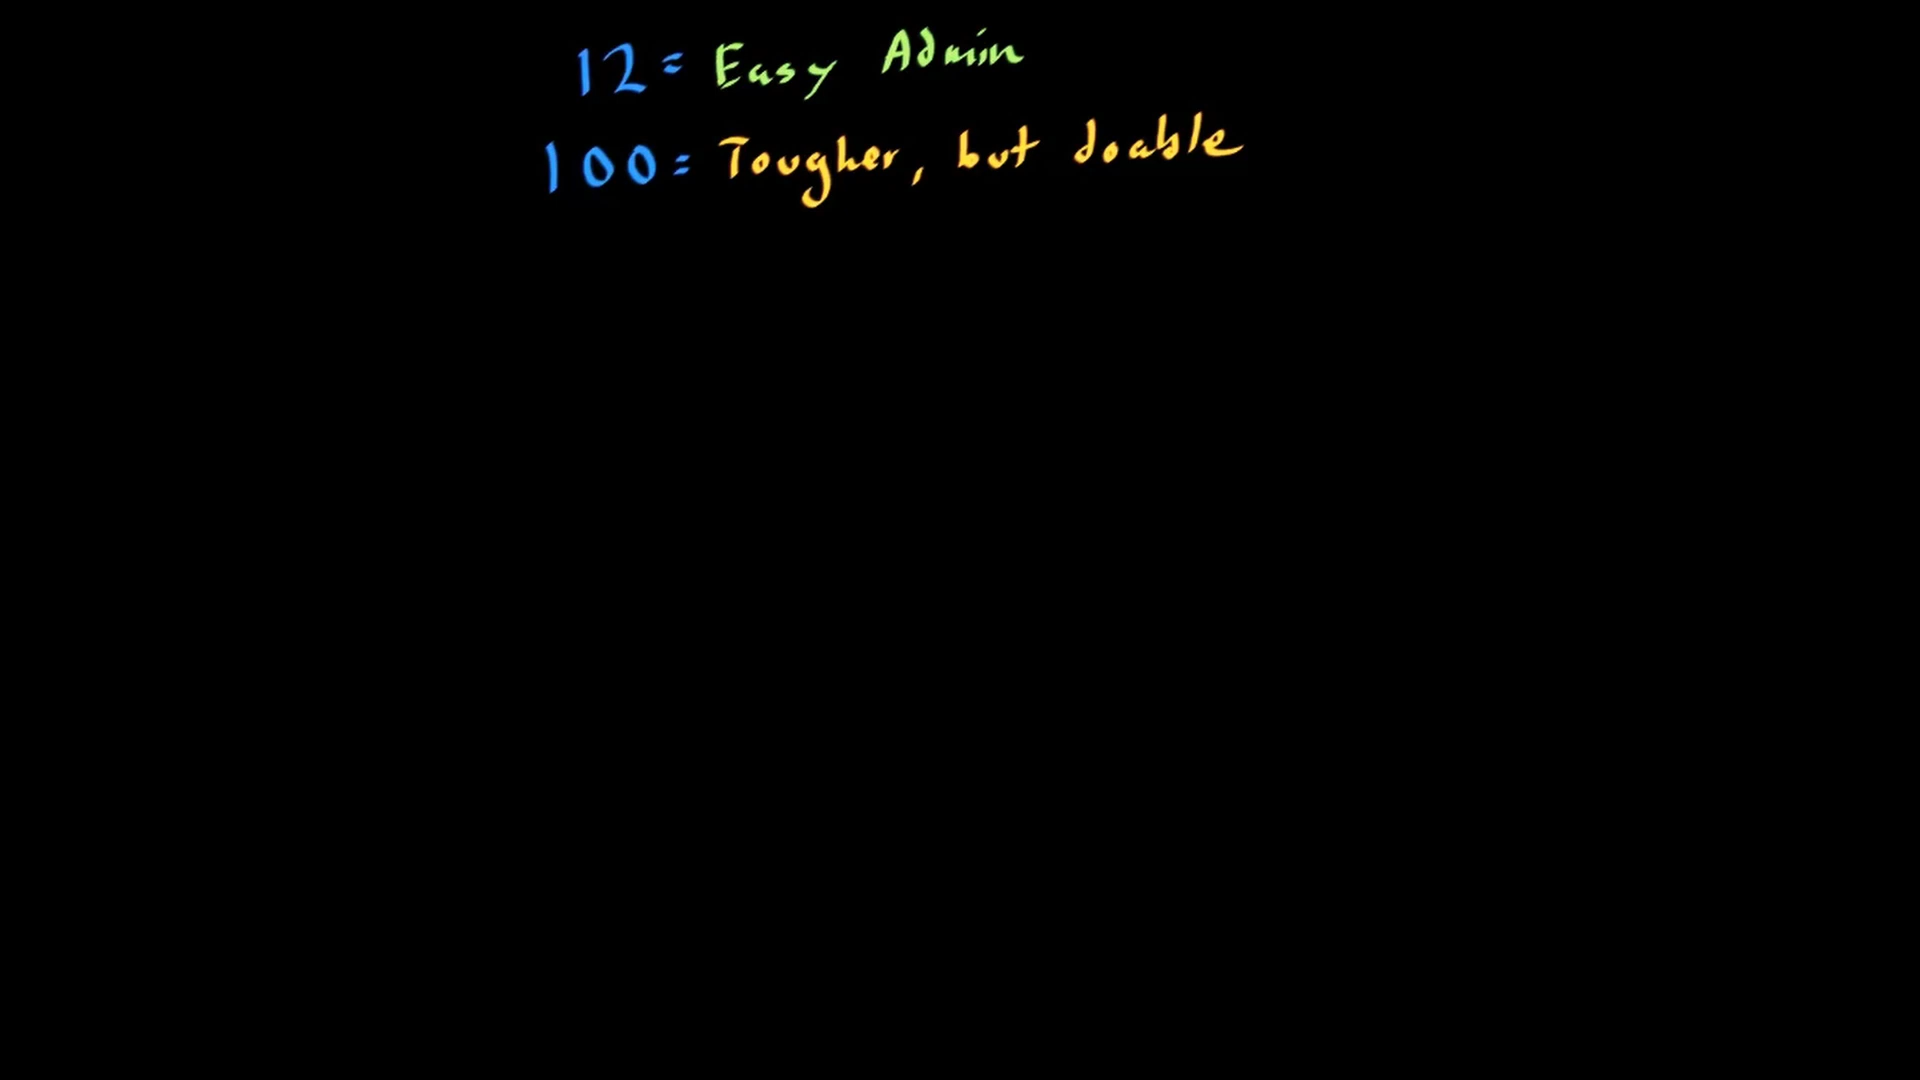 12 = Easy Admin
100 = Tougher, but doable